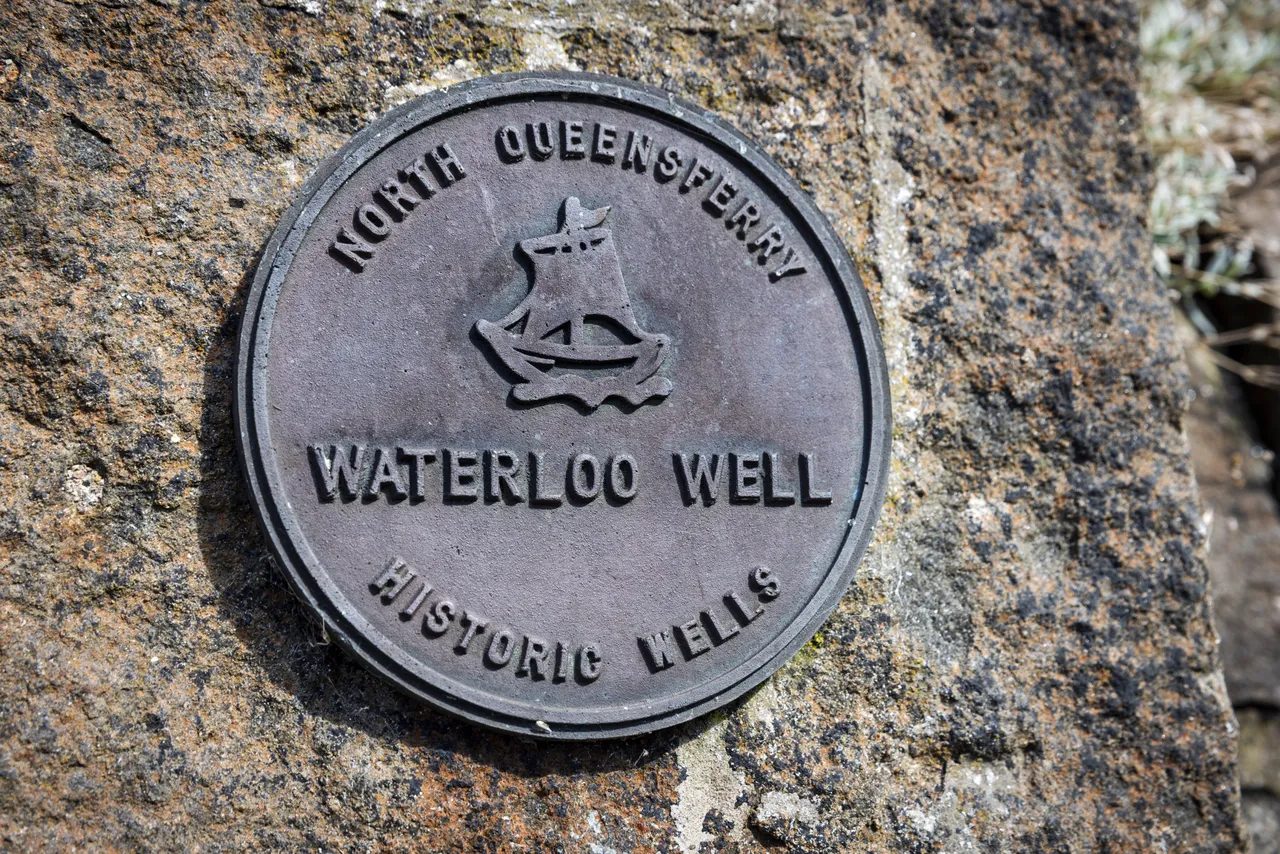 NORTH QUEENSFERRY
WATERLOO WELL
HISTORIC WELLS